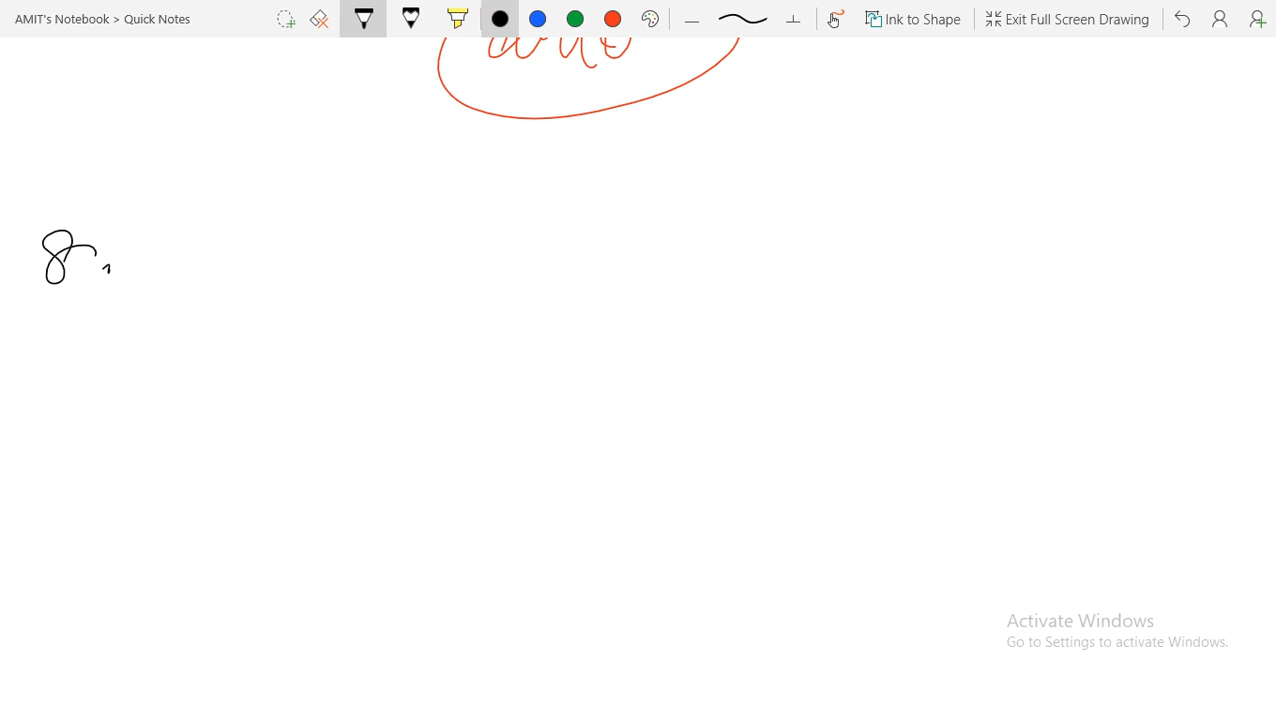 AMIT's Notebook > Quick Notes
Ink to Shape
Exit Full Screen Drawing
Activate Windows
Go to Settings to activate Windows.